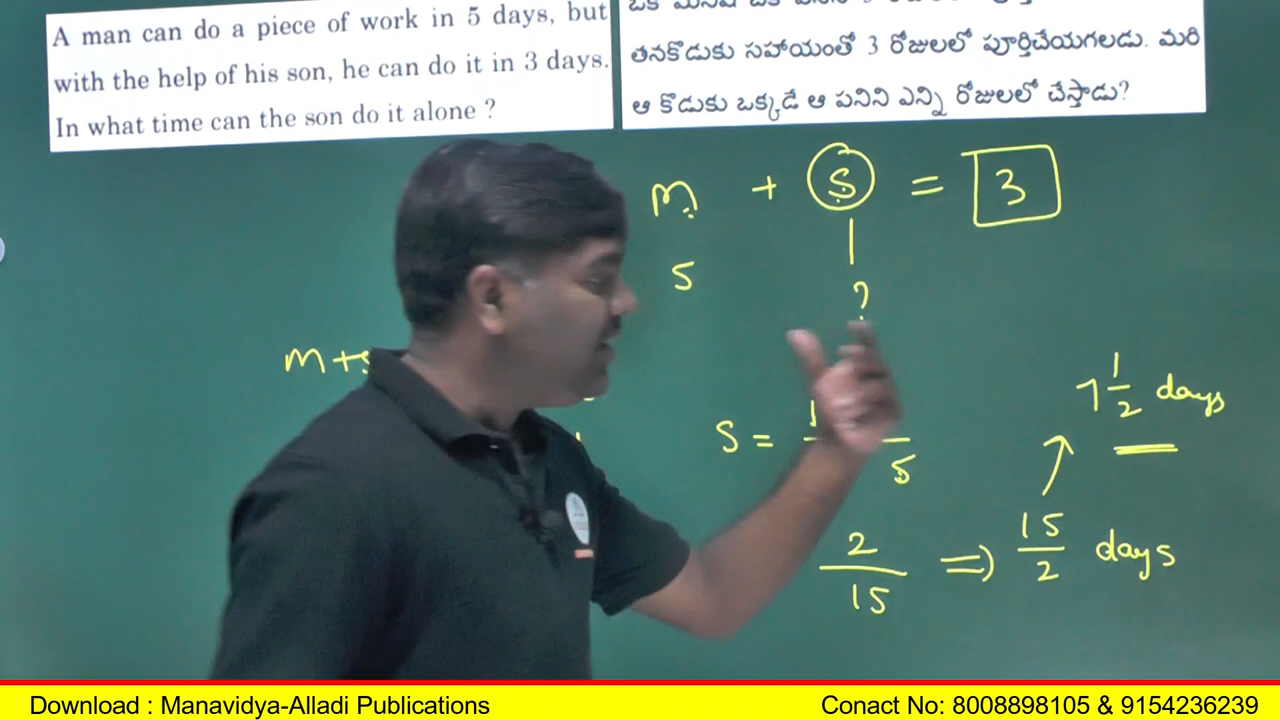 A man can do a piece of work in 5 days, but
with the help of his son, he can do it in 3 days.
In what time can the son do it alone ?
తనకొడుకు సహాయంతో 3 రోజులలో పూర్తిచేయగలడు. మరి
ఆ కొడుకు ఒక్కడే ఆ పనిని ఎన్ని రోజులలో చేస్తాడు?
m + S = 3
5
?
m+s
7 1/2 days
S = 1 5
2/15 => 15/2 days
Download : Manavidya-Alladi Publications
Conact No: 8008898105 & 9154236239